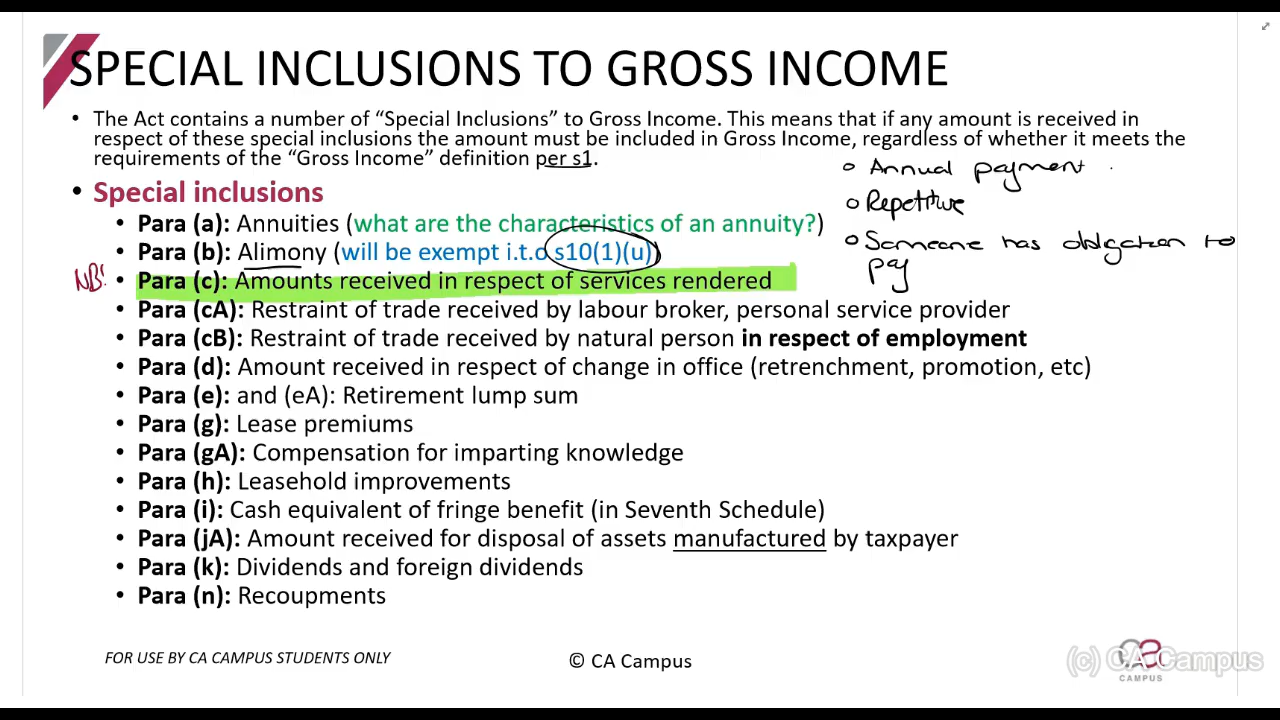 SPECIAL INCLUSIONS TO GROSS INCOME
• The Act contains a number of “Special Inclusions” to Gross Income. This means that if any amount is received in
respect of these special inclusions the amount must be included in Gross Income, regardless of whether it meets the
requirements of the “Gross Income” definition per s1.
Annual payment
Repetitive
Someone has obligation to
pay
• Special inclusions
• Para (a): Annuities (what are the characteristics of an annuity?)
• Para (b): Alimony (will be exempt i.t.o s10(1)(u))
NB!
• Para (c): Amounts received in respect of services rendered
• Para (cA): Restraint of trade received by labour broker, personal service provider
• Para (cB): Restraint of trade received by natural person in respect of employment
• Para (d): Amount received in respect of change in office (retrenchment, promotion, etc)
• Para (e): and (eA): Retirement lump sum
• Para (g): Lease premiums
• Para (gA): Compensation for imparting knowledge
• Para (h): Leasehold improvements
• Para (i): Cash equivalent of fringe benefit (in Seventh Schedule)
• Para (jA): Amount received for disposal of assets manufactured by taxpayer
• Para (k): Dividends and foreign dividends
• Para (n): Recoupments
FOR USE BY CA CAMPUS STUDENTS ONLY
© CA Campus
(c) CA Campus
CAMPUS